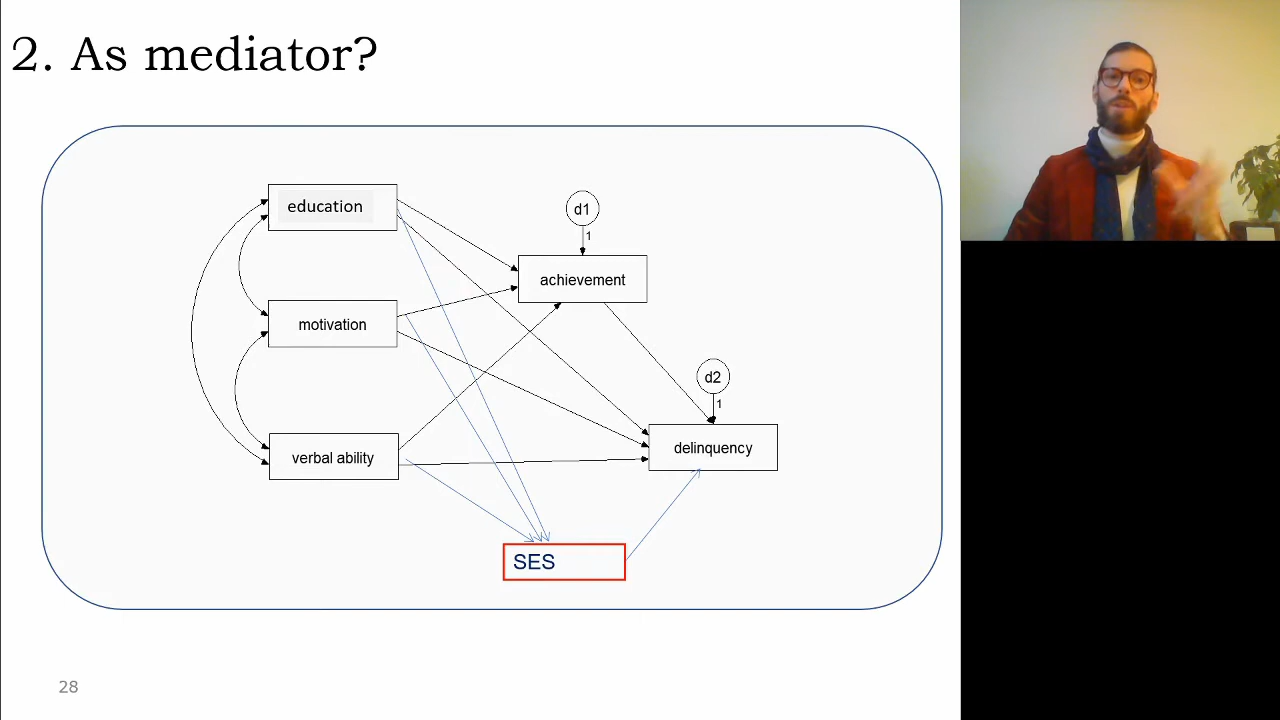 2. As mediator?
education
d1
1
achievement
motivation
d2
1
delinquency
verbal ability
SES
28